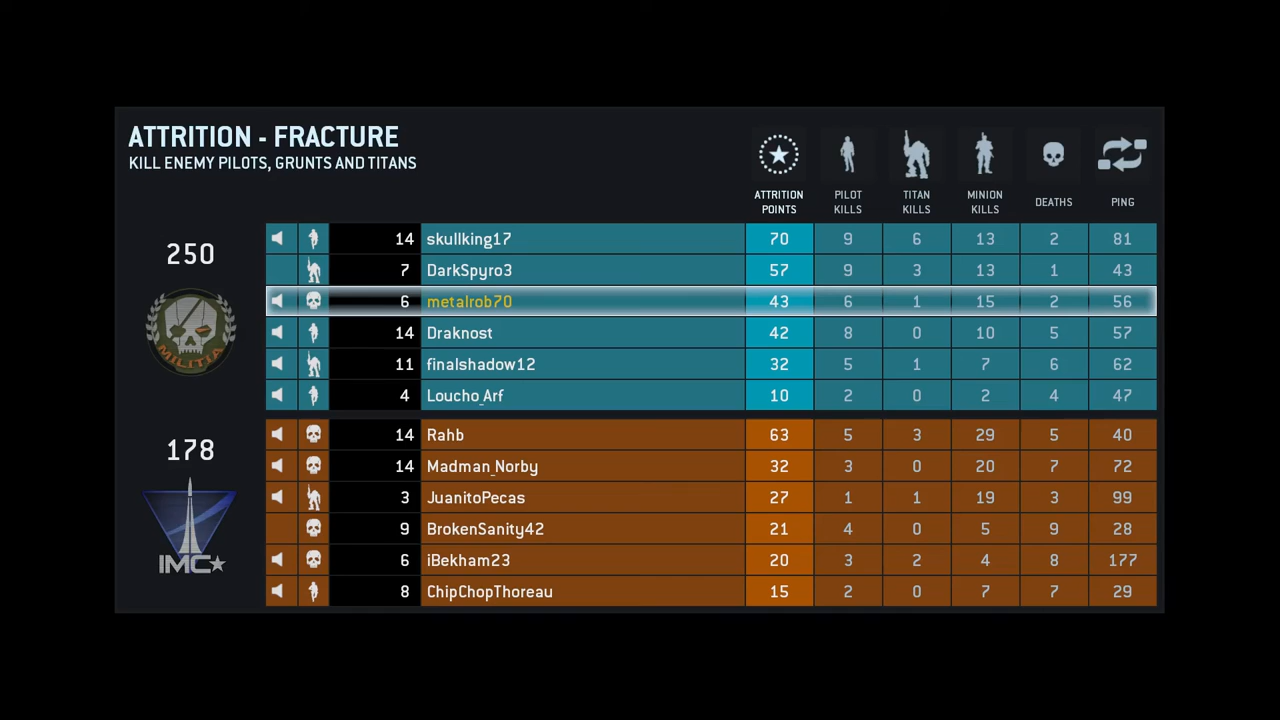 ATTRITION - FRACTURE
KILL ENEMY PILOTS, GRUNTS AND TITANS
ATTRITION POINTS PILOT KILLS TITAN KILLS MINION KILLS DEATHS PING
250
MILITIA
14 skullking17 70 9 6 13 2 81
7 DarkSpyro3 57 9 3 13 1 43
6 metalrob70 43 6 1 15 2 56
14 Draknost 42 8 0 10 5 57
11 finalshadow12 32 5 1 7 6 62
4 Loucho_Arf 10 2 0 2 4 47
178
IMC
14 Rahb 63 5 3 29 5 40
14 Madman_Norby 32 3 0 20 7 72
3 JuanitoPecas 27 1 1 19 3 99
9 BrokenSanity42 21 4 0 5 9 28
6 iBekham23 20 3 2 4 8 177
8 ChipChopThoreau 15 2 0 7 7 29